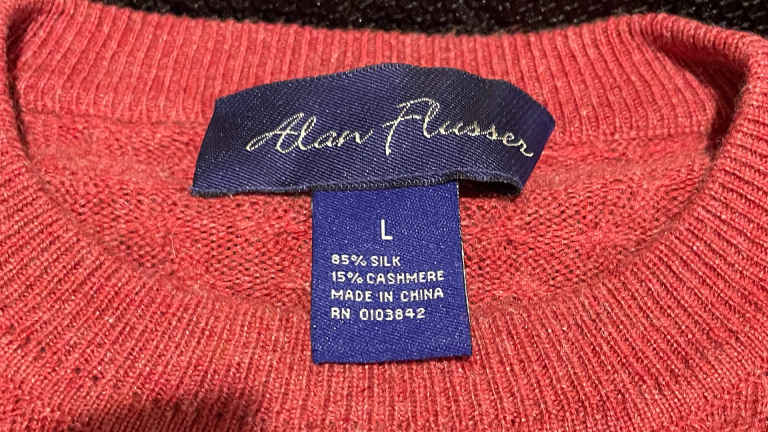 Alan Flusser
L
85% SILK
15% CASHMERE
MADE IN CHINA
RN 0103842